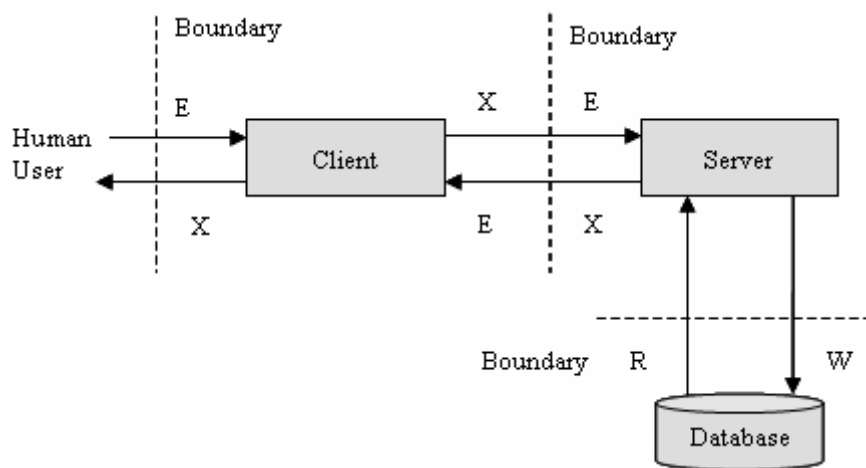 Boundary
Boundary
E
X
E
Human
User
Client
Server
X
E
X
Boundary
R
W
Database